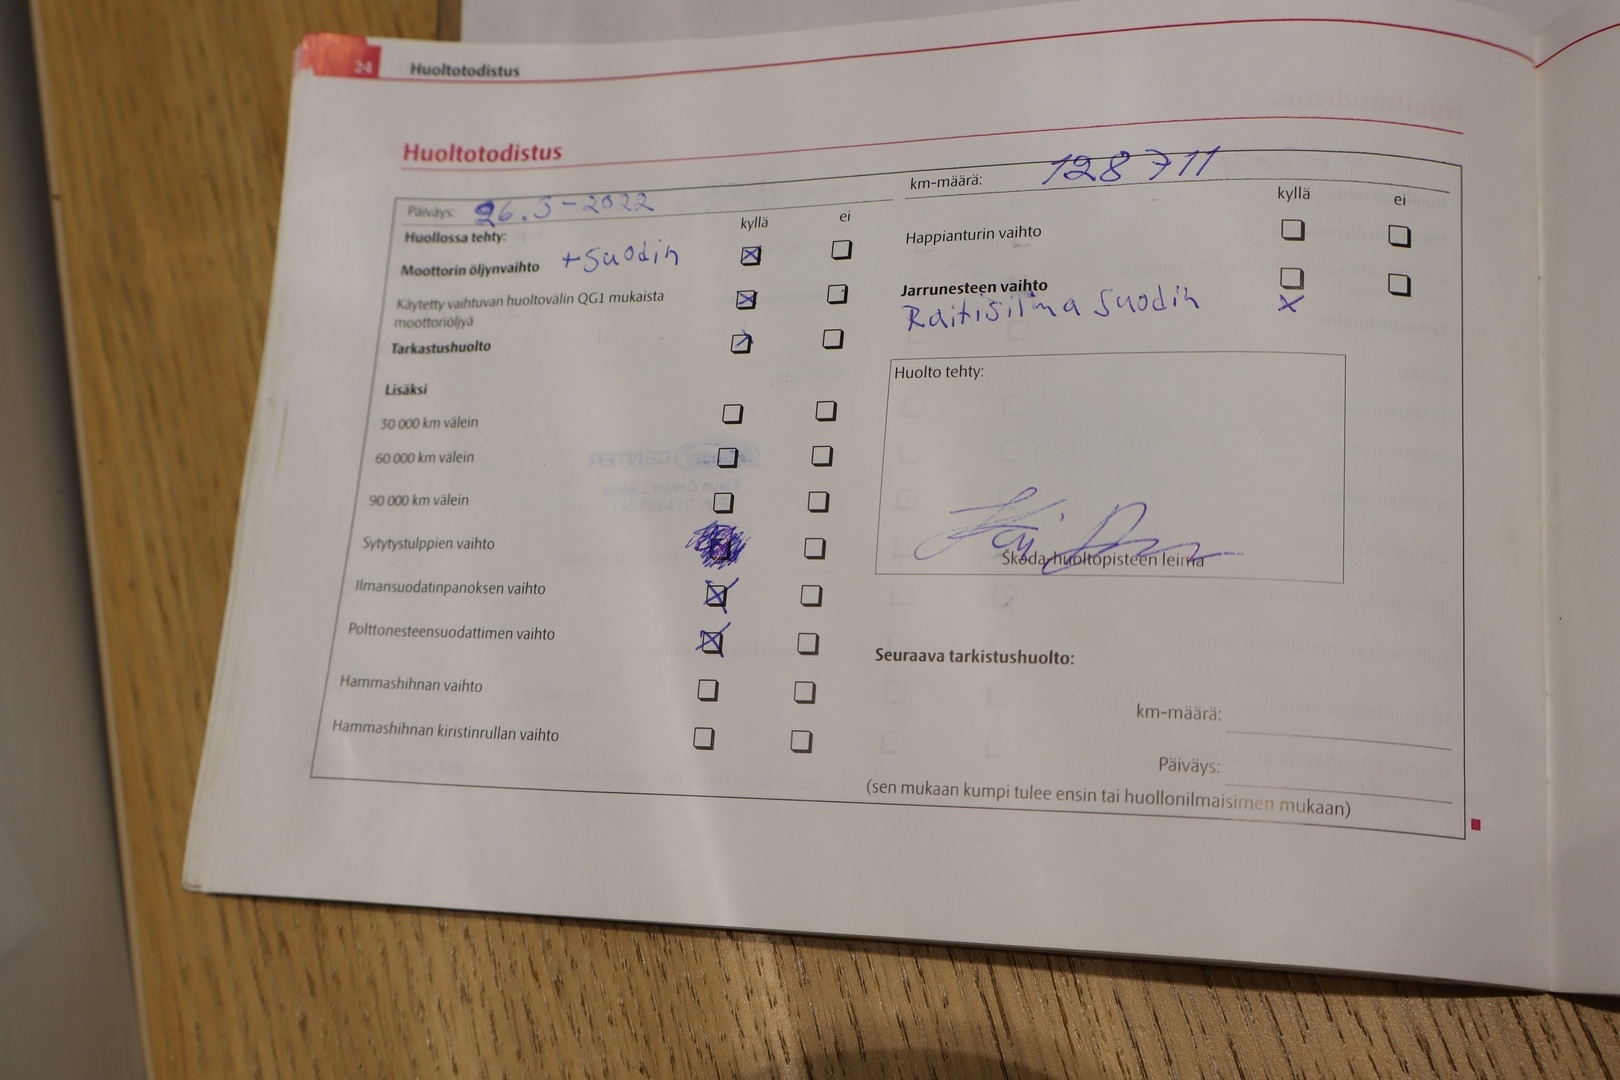 24 Huoltotodistus
Huoltotodistus
Päiväys: 26.5-2022
kyllä ei
Huollossa tehty:
Moottorin öljynvaihto + suodin
Käytetty vaihtuvan huoltovälin QG1 mukaista
moottoriöljyä
Tarkastushuolto
Lisäksi
30 000 km välein
60 000 km välein
90 000 km välein
Sytytystulppien vaihto
Ilmansuodatinpanoksen vaihto
Polttonesteensuodattimen vaihto
Hammashihnan vaihto
Hammashihnan kiristinrullan vaihto
km-määrä: 128711
kyllä ei
Happianturin vaihto
Jarrunesteen vaihto
Raitisilma suodin x
Huolto tehty:
Škoda-huoltopisteen leima
Seuraava tarkistushuolto:
km-määrä:
Päiväys:
(sen mukaan kumpi tulee ensin tai huollonilmaisimen mukaan)